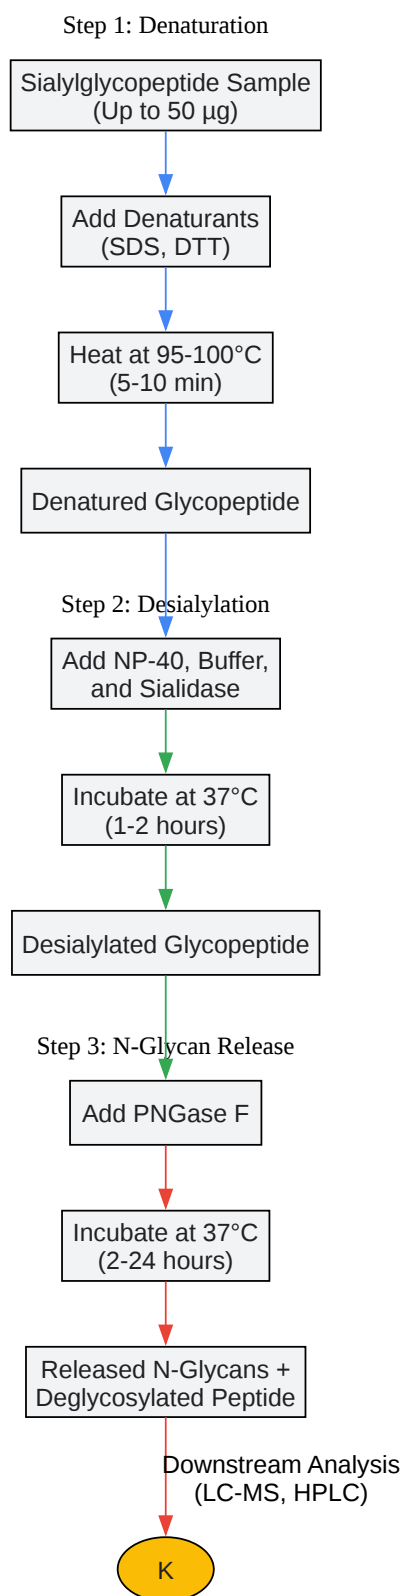 Step 1: Denaturation
Sialylglycopeptide Sample
(Up to 50 µg)
Add Denaturants
(SDS, DTT)
Heat at 95-100°C
(5-10 min)
Denatured Glycopeptide
Step 2: Desialylation
Add NP-40, Buffer,
and Sialidase
Incubate at 37°C
(1-2 hours)
Desialylated Glycopeptide
Step 3: N-Glycan Release
Add PNGase F
Incubate at 37°C
(2-24 hours)
Released N-Glycans +
Deglycosylated Peptide
Downstream Analysis
(LC-MS, HPLC)
K